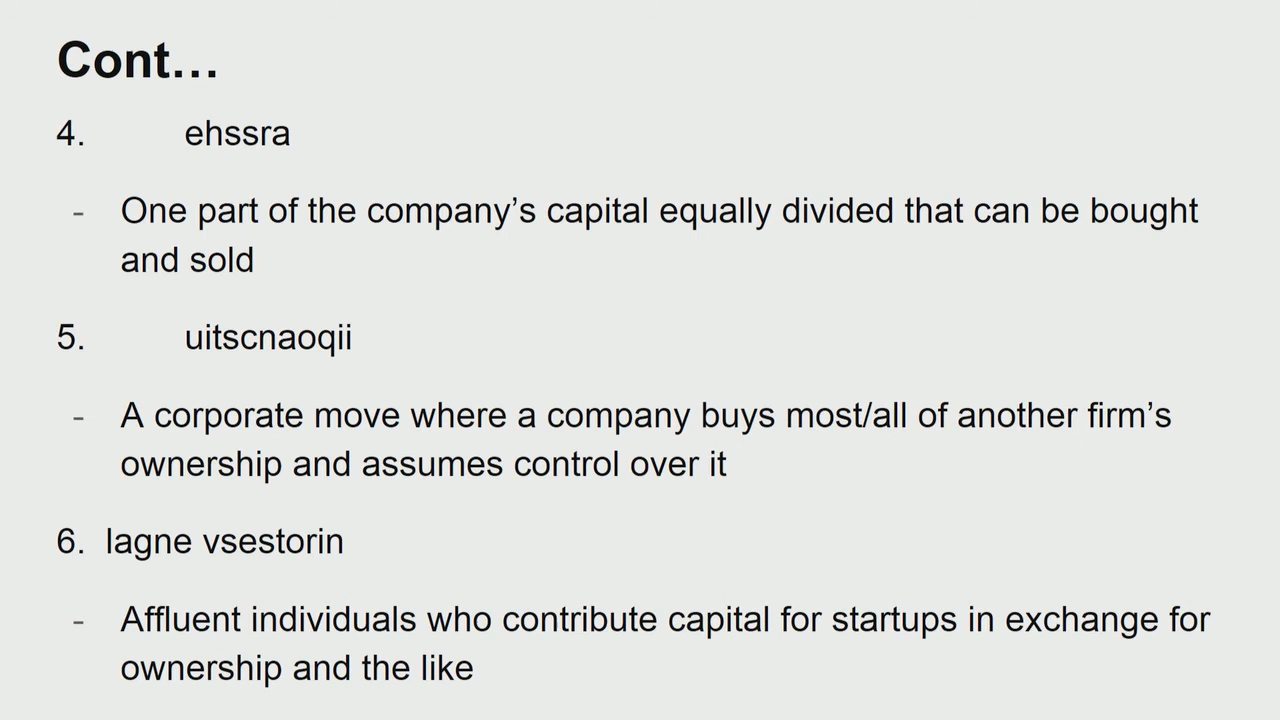 Cont...
4. ehssra
- One part of the company’s capital equally divided that can be bought
and sold
5. uitscnaoqii
- A corporate move where a company buys most/all of another firm’s
ownership and assumes control over it
6. lagne vsestorin
- Affluent individuals who contribute capital for startups in exchange for
ownership and the like